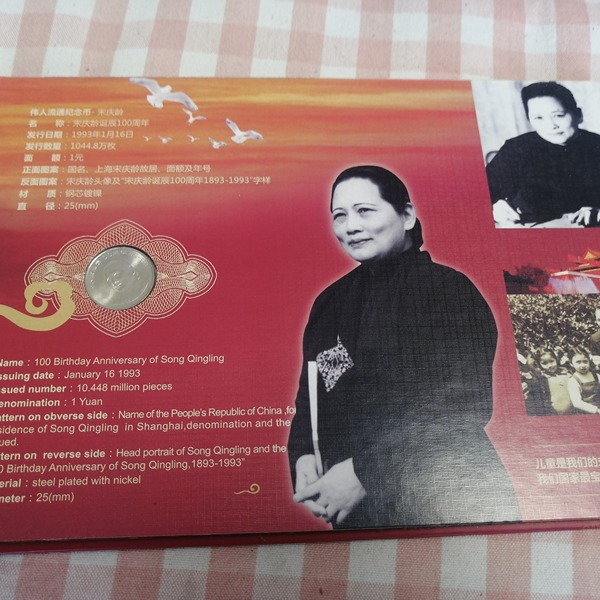 伟人流通纪念币-宋庆龄
名 称：宋庆龄诞辰100周年
发行日期：1993年1月16日
发行数量：1044.8万枚
面 额：1元
正面图案：国名、上海宋庆龄故居、面额及年号
反面图案：宋庆龄头像及“宋庆龄诞辰100周年1893-1993”字样
材 质：钢芯镀镍
直 径：25(mm)
Name：100 Birthday Anniversary of Song Qingling
ssuing date：January 16 1993
ssued number：10.448 million pieces
enomination：1 Yuan
attern on obverse side：Name of the People's Republic of China ,for
sidence of Song Qingling in Shanghai,denomination and the
ued.
ttern on reverse side：Head portrait of Song Qingling and the
0 Birthday Anniversary of Song Qingling,1893-1993”
terial：steel plated with nickel
meter：25(mm)
儿童是我们的
我们国家最宝